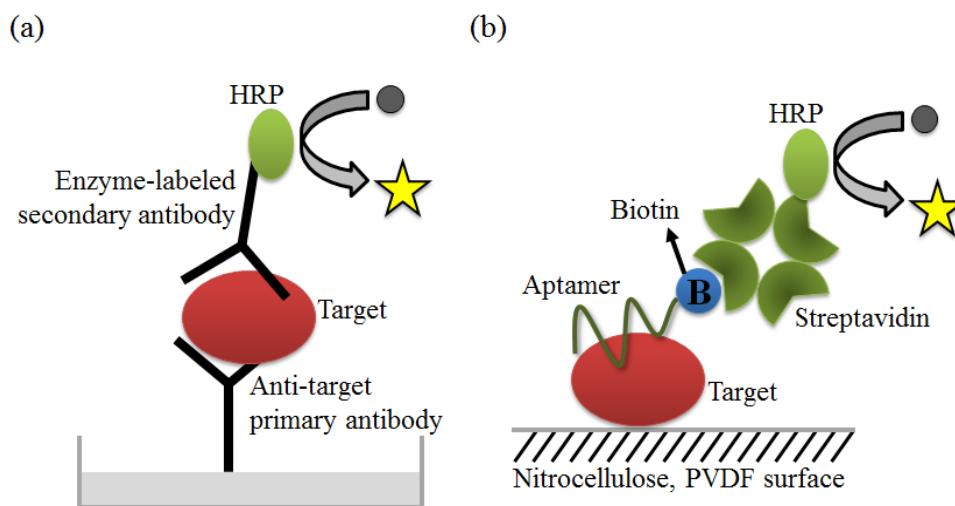 (a)
HRP
Enzyme-labeled
secondary antibody
Target
Anti-target
primary antibody
(b)
HRP
Biotin
B
Aptamer
Streptavidin
Target
Nitrocellulose, PVDF surface